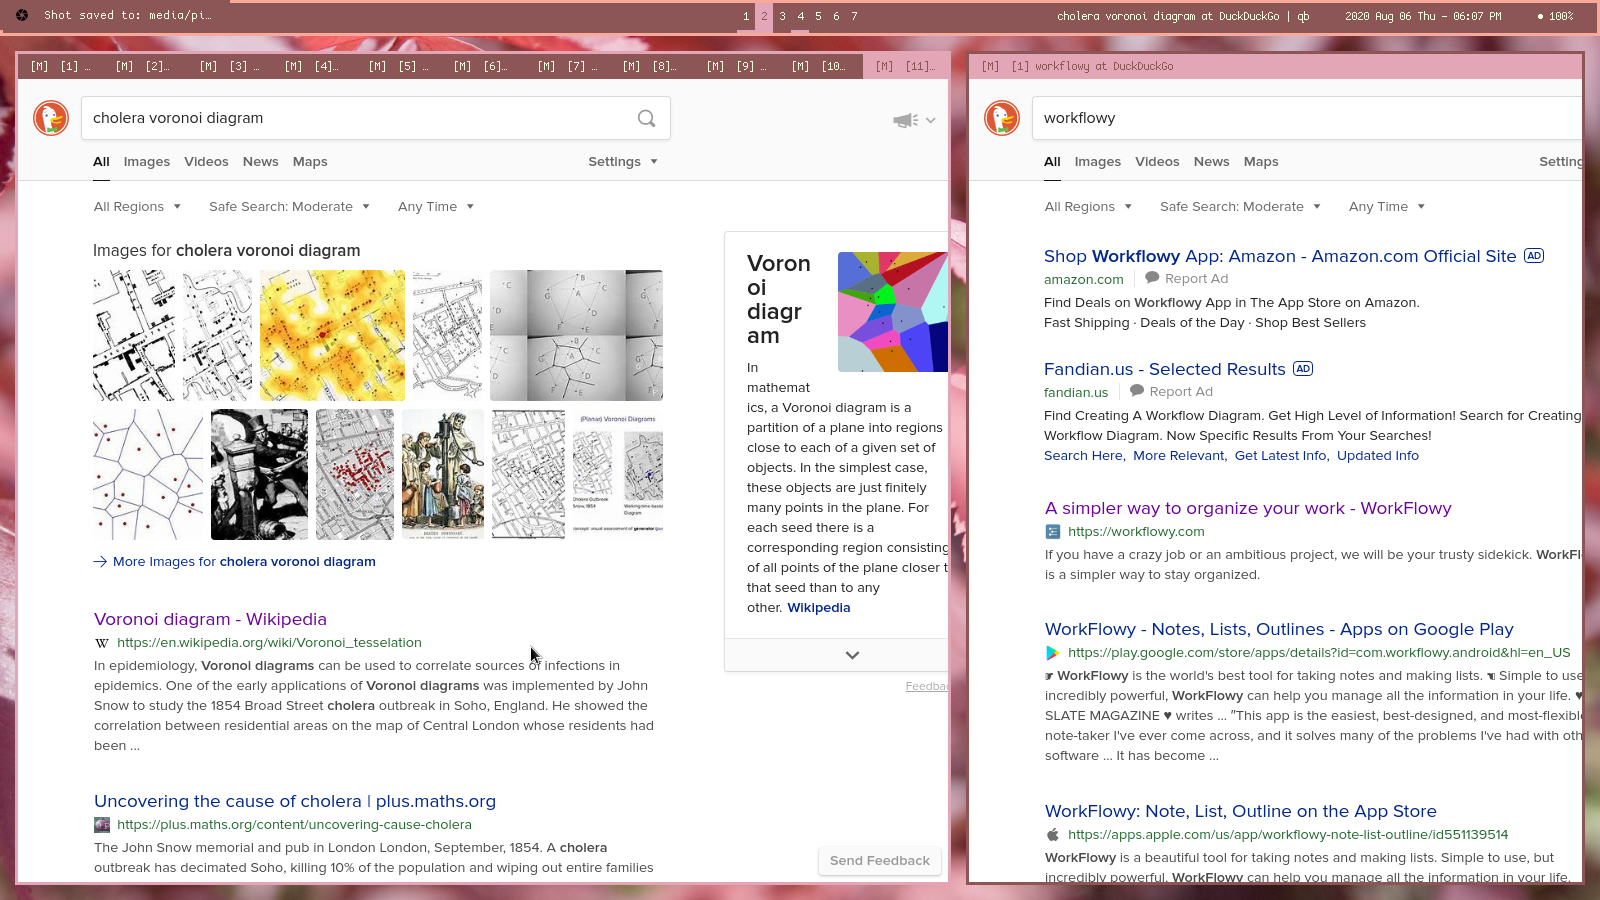 Shot saved to: media/pi…
1 2 3 4 5 6 7
cholera voronoi diagram at DuckDuckGo | qb
2020 Aug 06 Thu – 06:07 PM
100%
[M] [1] … [M] [2]… [M] [3] … [M] [4]… [M] [5] … [M] [6]… [M] [7] … [M] [8]… [M] [9] … [M] [10… [M] [11]…
cholera voronoi diagram
All Images Videos News Maps Settings
All Regions Safe Search: Moderate Any Time
Images for cholera voronoi diagram
(Planar) Voronoi Diagrams
More Images for cholera voronoi diagram
Voronoi diagram - Wikipedia
https://en.wikipedia.org/wiki/Voronoi_tesselation
In epidemiology, Voronoi diagrams can be used to correlate sources of infections in
epidemics. One of the early applications of Voronoi diagrams was implemented by John
Snow to study the 1854 Broad Street cholera outbreak in Soho, England. He showed the
correlation between residential areas on the map of Central London whose residents had
been ...
Uncovering the cause of cholera | plus.maths.org
https://plus.maths.org/content/uncovering-cause-cholera
The John Snow memorial and pub in London London, September, 1854. A cholera
outbreak has decimated Soho, killing 10% of the population and wiping out entire families
Voron
oi
diagr
am
In
mathemat
ics, a Voronoi diagram is a
partition of a plane into regions
close to each of a given set of
objects. In the simplest case,
these objects are just finitely
many points in the plane. For
each seed there is a
corresponding region consisting
of all points of the plane closer t
that seed than to any
other. Wikipedia
Feedbac
Send Feedback
[M] [1] workflowy at DuckDuckGo
workflowy
All Images Videos News Maps Setting
All Regions Safe Search: Moderate Any Time
Shop Workflowy App: Amazon - Amazon.com Official Site AD
amazon.com Report Ad
Find Deals on Workflowy App in The App Store on Amazon.
Fast Shipping · Deals of the Day · Shop Best Sellers
Fandian.us - Selected Results AD
fandian.us Report Ad
Find Creating A Workflow Diagram. Get High Level of Information! Search for Creating
Workflow Diagram. Now Specific Results From Your Searches!
Search Here, More Relevant, Get Latest Info, Updated Info
A simpler way to organize your work - WorkFlowy
https://workflowy.com
If you have a crazy job or an ambitious project, we will be your trusty sidekick. WorkFl
is a simpler way to stay organized.
WorkFlowy - Notes, Lists, Outlines - Apps on Google Play
https://play.google.com/store/apps/details?id=com.workflowy.android&hl=en_US
☛ WorkFlowy is the world's best tool for taking notes and making lists. ☚ Simple to use
incredibly powerful, WorkFlowy can help you manage all the information in your life. ♥
SLATE MAGAZINE ♥ writes ... "This app is the easiest, best-designed, and most-flexible
note-taker I've ever come across, and it solves many of the problems I've had with oth
software ... It has become ...
WorkFlowy: Note, List, Outline on the App Store
https://apps.apple.com/us/app/workflowy-note-list-outline/id551139514
WorkFlowy is a beautiful tool for taking notes and making lists. Simple to use, but
incredibly powerful, WorkFlowy can help you manage all the information in your life.